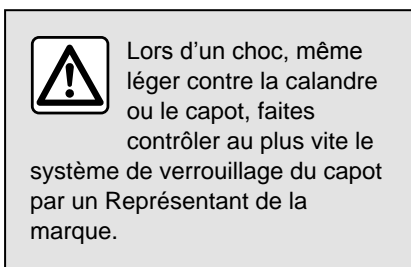 Lors d’un choc, même
léger contre la calandre
ou le capot, faites
contrôler au plus vite le
système de verrouillage du capot
par un Représentant de la
marque.